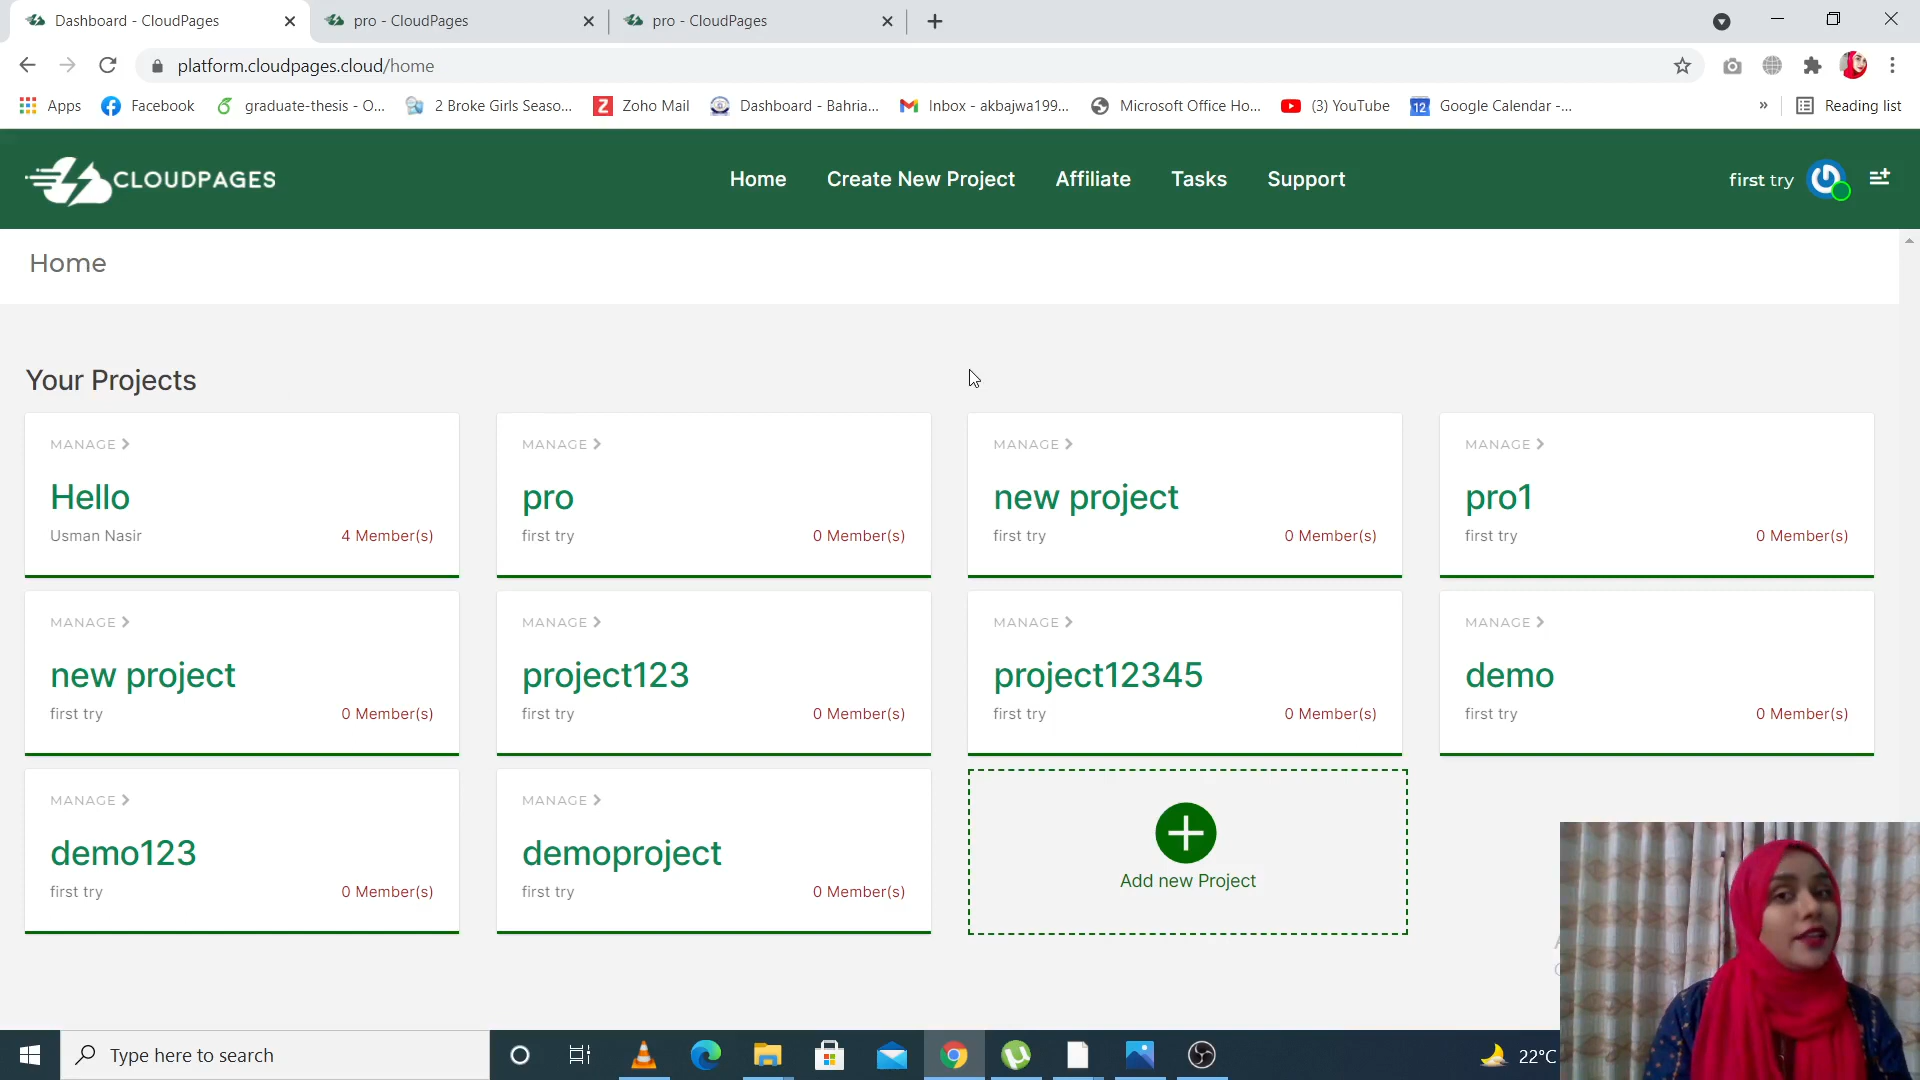 Dashboard - CloudPages
pro - CloudPages
pro - CloudPages
platform.cloudpages.cloud/home
Apps
Facebook
graduate-thesis - O...
2 Broke Girls Seaso...
Zoho Mail
Dashboard - Bahria...
Inbox - akbajwa199...
Microsoft Office Ho...
(3) YouTube
12
Google Calendar -...
»
Reading list
CLOUDPAGES
Home
Create New Project
Affiliate
Tasks
Support
first try
Home
Your Projects
MANAGE
Hello
Usman Nasir
4 Member(s)
MANAGE
pro
first try
0 Member(s)
MANAGE
new project
first try
0 Member(s)
MANAGE
pro1
first try
0 Member(s)
MANAGE
new project
first try
0 Member(s)
MANAGE
project123
first try
0 Member(s)
MANAGE
project12345
first try
0 Member(s)
MANAGE
demo
first try
0 Member(s)
MANAGE
demo123
first try
0 Member(s)
MANAGE
demoproject
first try
0 Member(s)
Add new Project
Type here to search
22°C